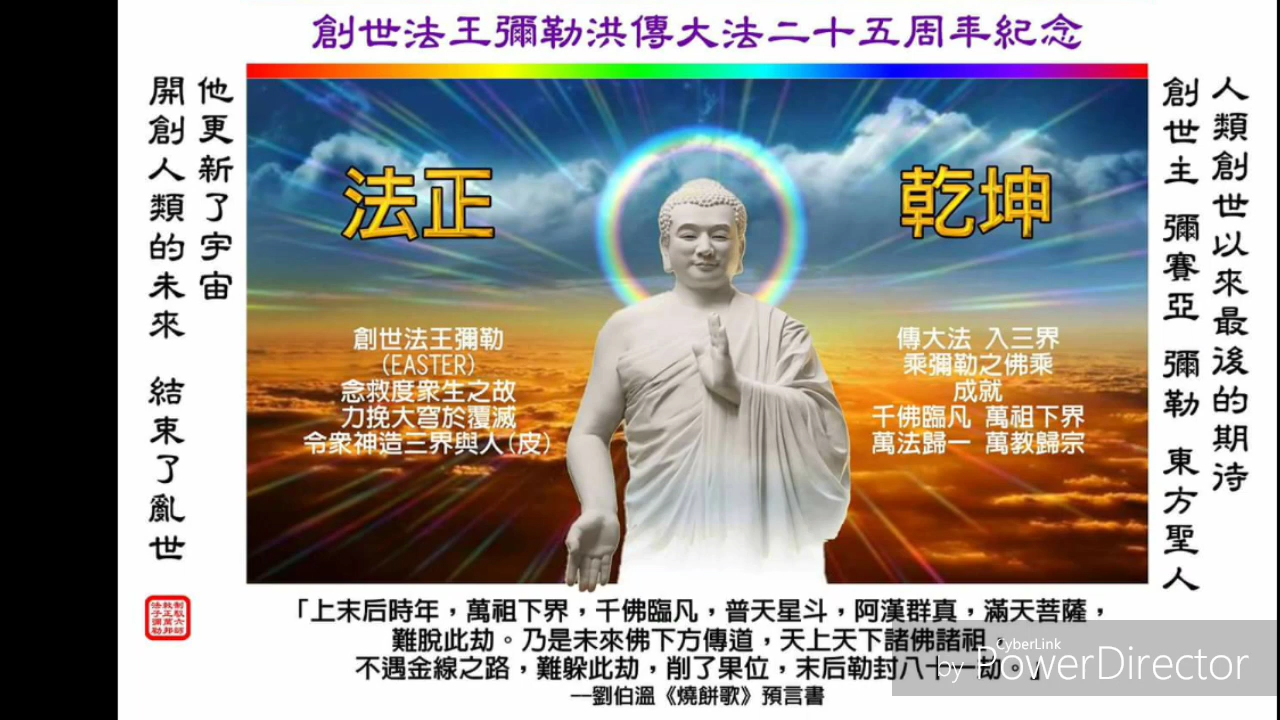 創世法王彌勒洪傳大法二十五周年紀念
人類創世以來最後的期待
創世主 彌賽亞 彌勒 東方聖人
乾坤
法正
傳大法 入三界
乘彌勒之佛乘
成就
千佛臨凡 萬祖下界
萬法歸一 萬教歸宗
創世法王彌勒
(EASTER)
念救度衆生之故
力挽大穹於覆滅
令衆神造三界與人(皮)
他更新了宇宙
開創人類的未來 結束了亂世
「上末后時年，萬祖下界，千佛臨凡，普天星斗，阿漢群真，滿天菩薩，
難脫此劫。乃是未來佛下方傳道，天上天下諸佛諸祖，
不遇金線之路，難躲此劫，削了果位，末后勒封八十一劫。」
--劉伯溫《燒餅歌》預言書
CyberLink
by PowerDirector